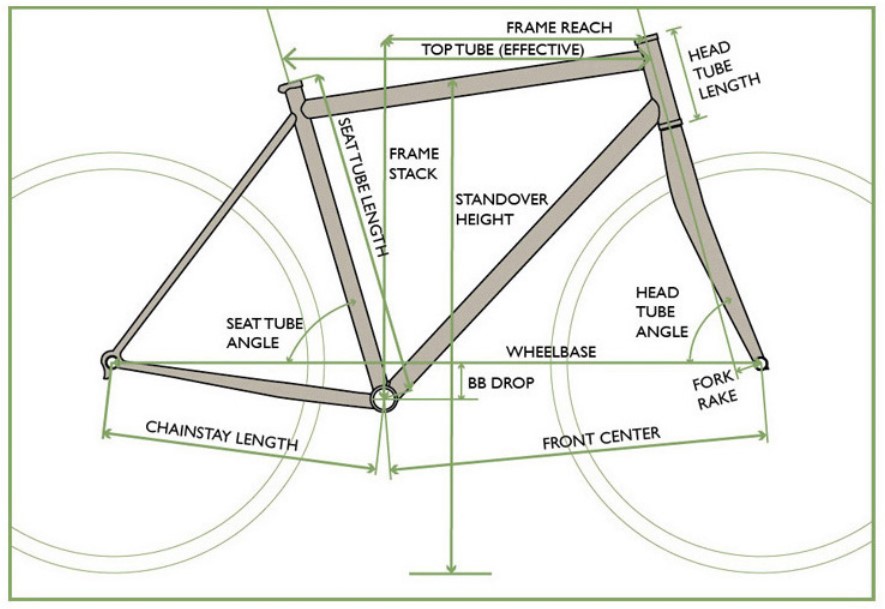 FRAME REACH
TOP TUBE (EFFECTIVE)
HEAD
TUBE
LENGTH
SEAT TUBE LENGTH
FRAME
STACK
STANDOVER
HEIGHT
SEAT TUBE
ANGLE
HEAD
TUBE
ANGLE
WHEELBASE
BB DROP
FORK
RAKE
CHAINSTAY LENGTH
FRONT CENTER